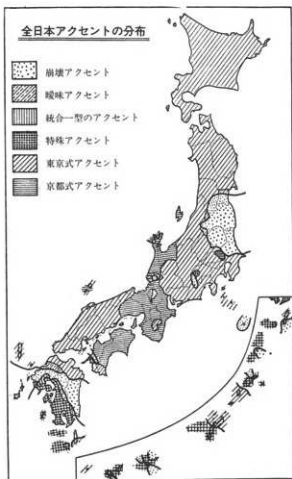 全日本アクセントの分布
崩壊アクセント
曖昧アクセント
統合一型のアクセント
特殊アクセント
東京式アクセント
京都式アクセント